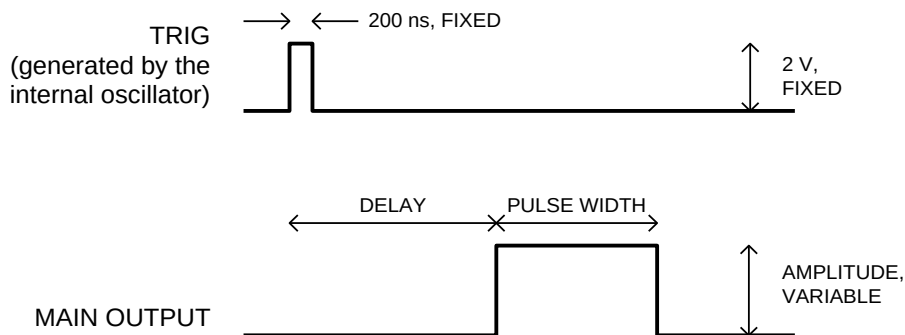 200 ns, FIXED
TRIG
(generated by the
internal oscillator)
2 V,
FIXED
DELAY
PULSE WIDTH
AMPLITUDE,
VARIABLE
MAIN OUTPUT